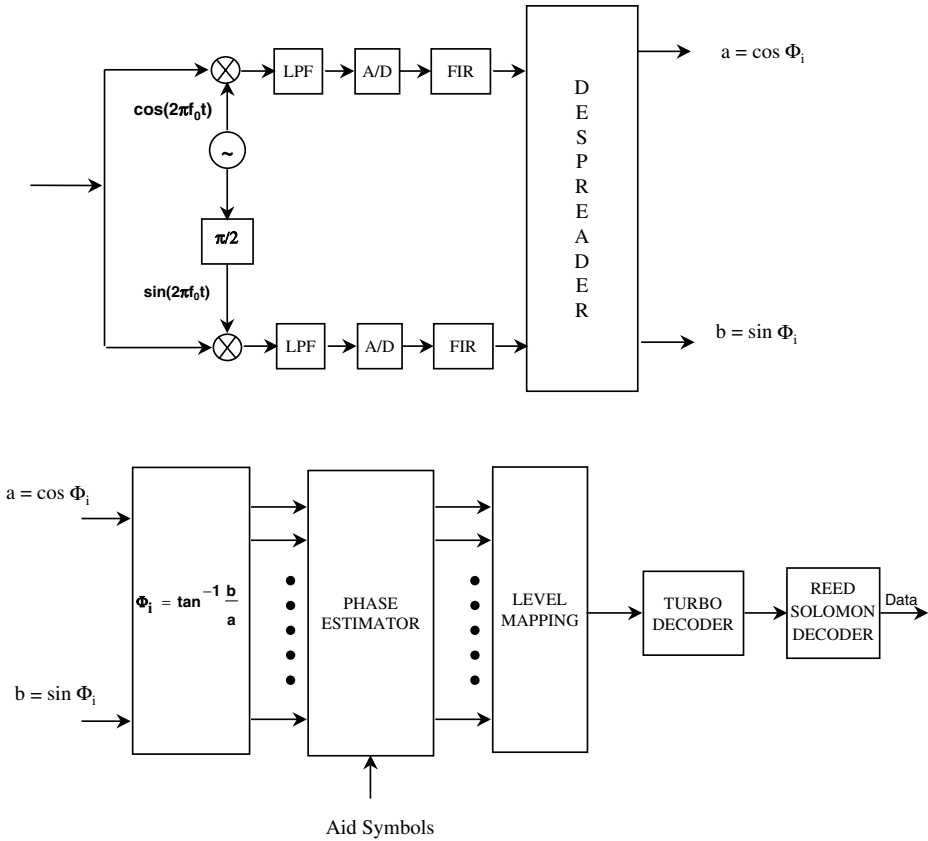 LPF
A/D
FIR
D
E
S
P
R
E
A
D
E
R
a = cos Φi
cos(2πf0t)
~
π/2
sin(2πf0t)
LPF
A/D
FIR
b = sin Φi
a = cos Φi
b = sin Φi
Φi = tan−1 b
a
PHASE
ESTIMATOR
LEVEL
MAPPING
TURBO
DECODER
REED
SOLOMON
DECODER
Data
Aid Symbols